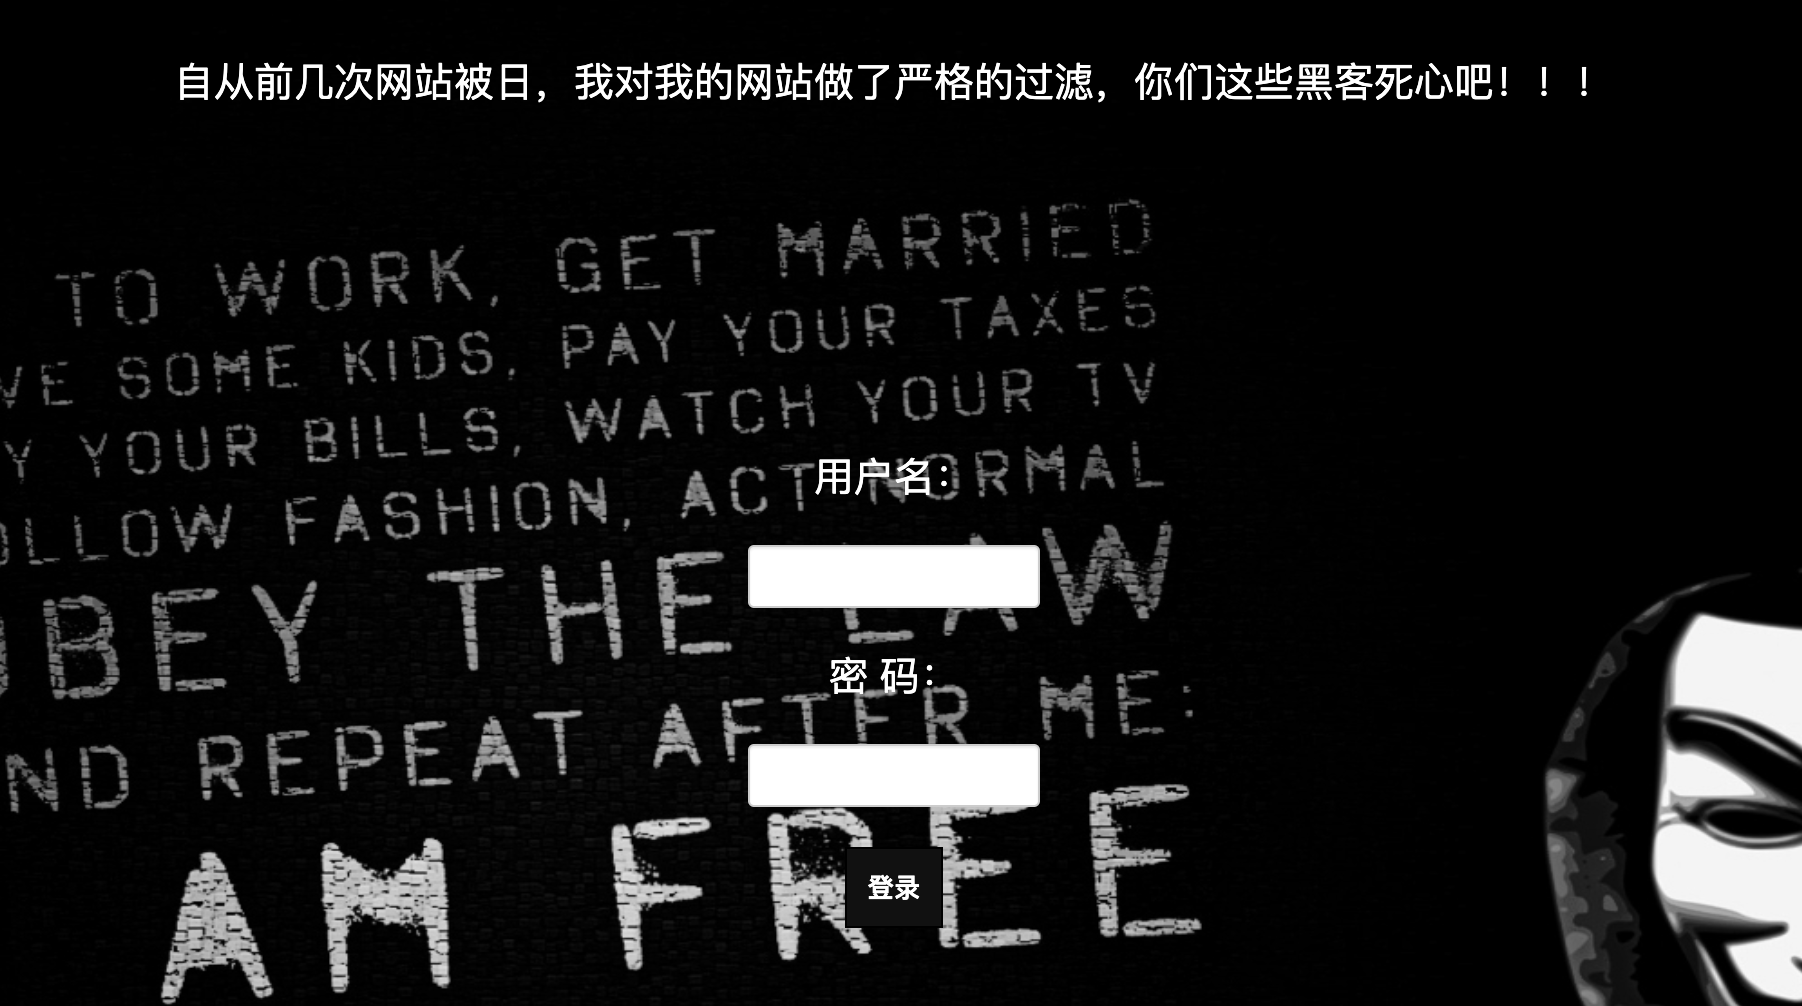 自从前几次网站被日，我对我的网站做了严格的过滤，你们这些黑客死心吧！！！
TO WORK, GET MARRIED
VE SOME KIDS, PAY YOUR TAXES
Y YOUR BILLS, WATCH YOUR TV
OLLOW FASHION, ACT NORMAL
用户名：
OBEY THE LAW
密 码：
ND REPEAT AFTER ME:
AM FREE
登录